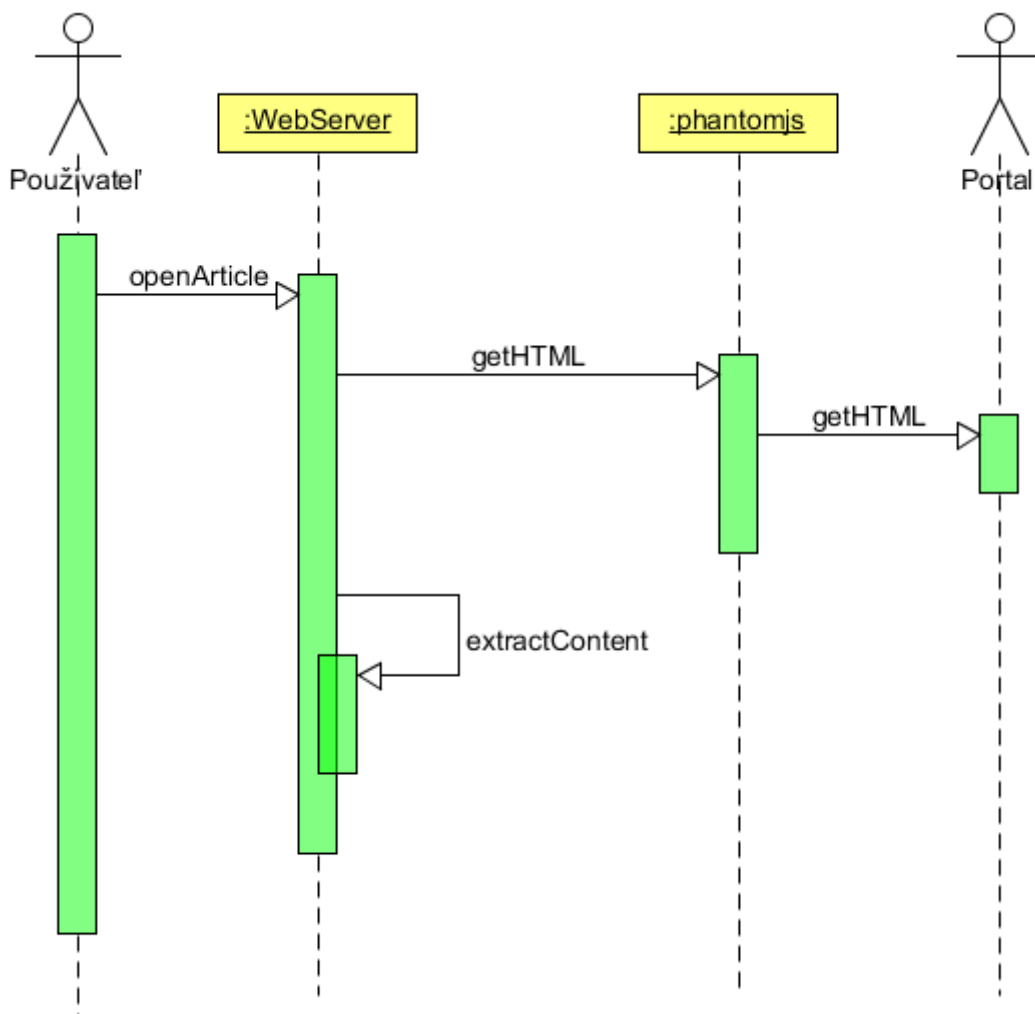 :WebServer
:phantomjs
Používateľ
Portal
openArticle
getHTML
getHTML
extractContent